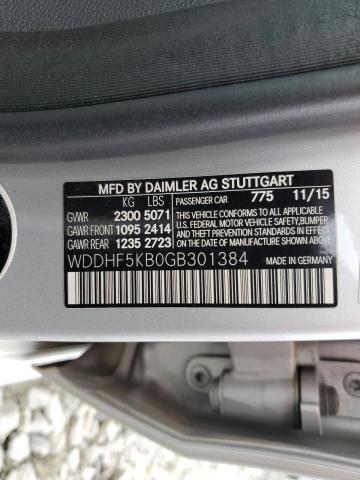 MFD BY DAIMLER AG STUTTGART
KG LBS PASSENGER CAR 775 11/15
GVWR 2300 5071 THIS VEHICLE CONFORMS TO ALL APPLICABLE
GAWR FRONT 1095 2414 U.S. FEDERAL MOTOR VEHICLE SAFETY, BUMPER,
GAWR REAR 1235 2723 AND THEFT PREVENTION STANDARDS IN EFFECT
ON THE DATE OF MANUFACTURE SHOWN ABOVE.
WDDHF5KB0GB301384 MADE IN GERMANY